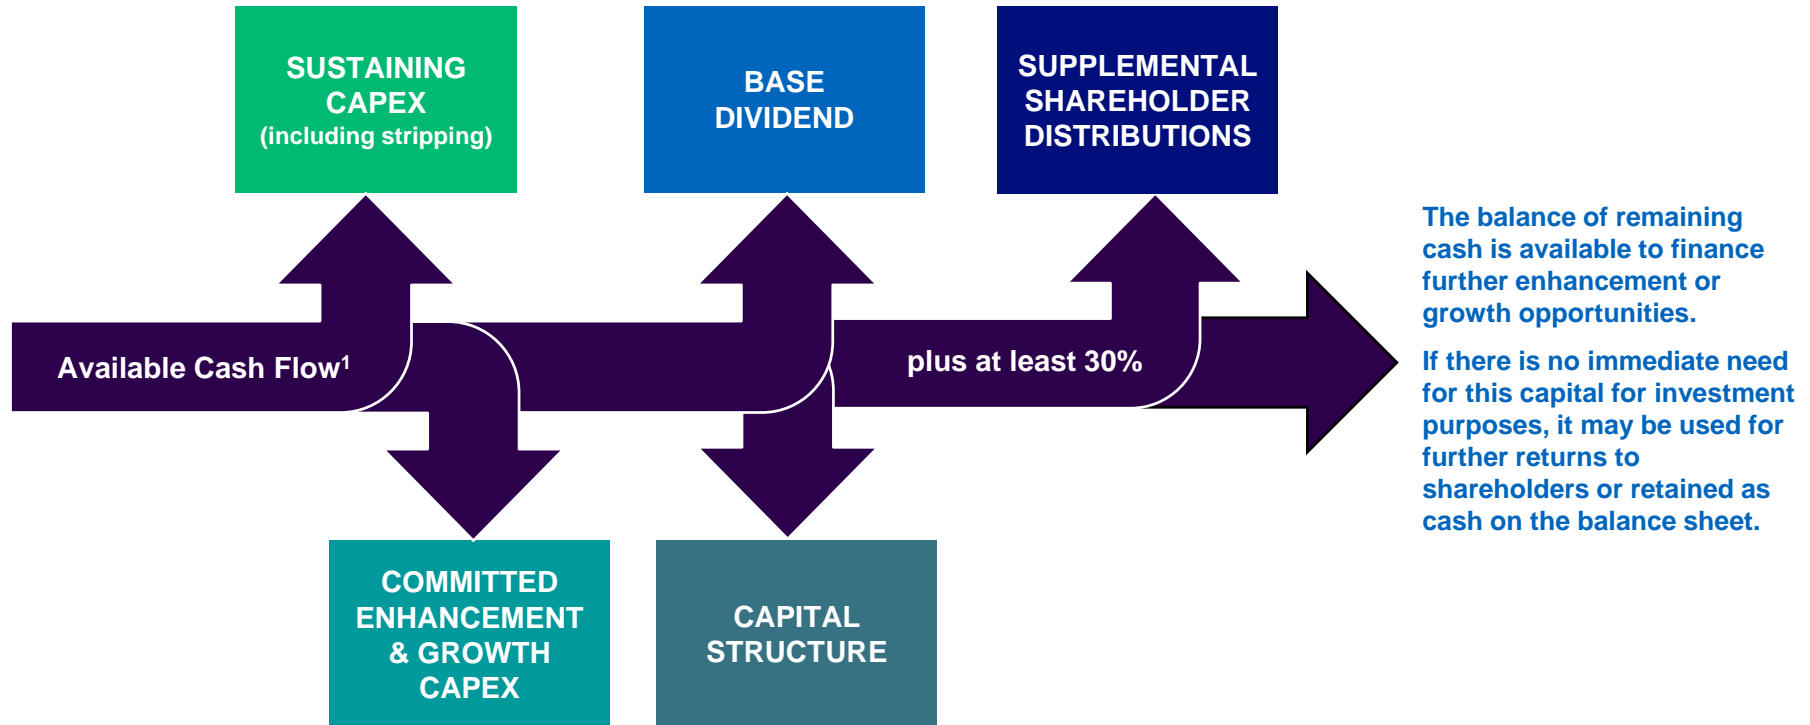 SUSTAINING
CAPEX
(including stripping)
BASE
DIVIDEND
SUPPLEMENTAL
SHAREHOLDER
DISTRIBUTIONS
Available Cash Flow¹
plus at least 30%
The balance of remaining
cash is available to finance
further enhancement or
growth opportunities.
If there is no immediate need
for this capital for investment
purposes, it may be used for
further returns to
shareholders or retained as
cash on the balance sheet.
COMMITTED
ENHANCEMENT
& GROWTH
CAPEX
CAPITAL
STRUCTURE